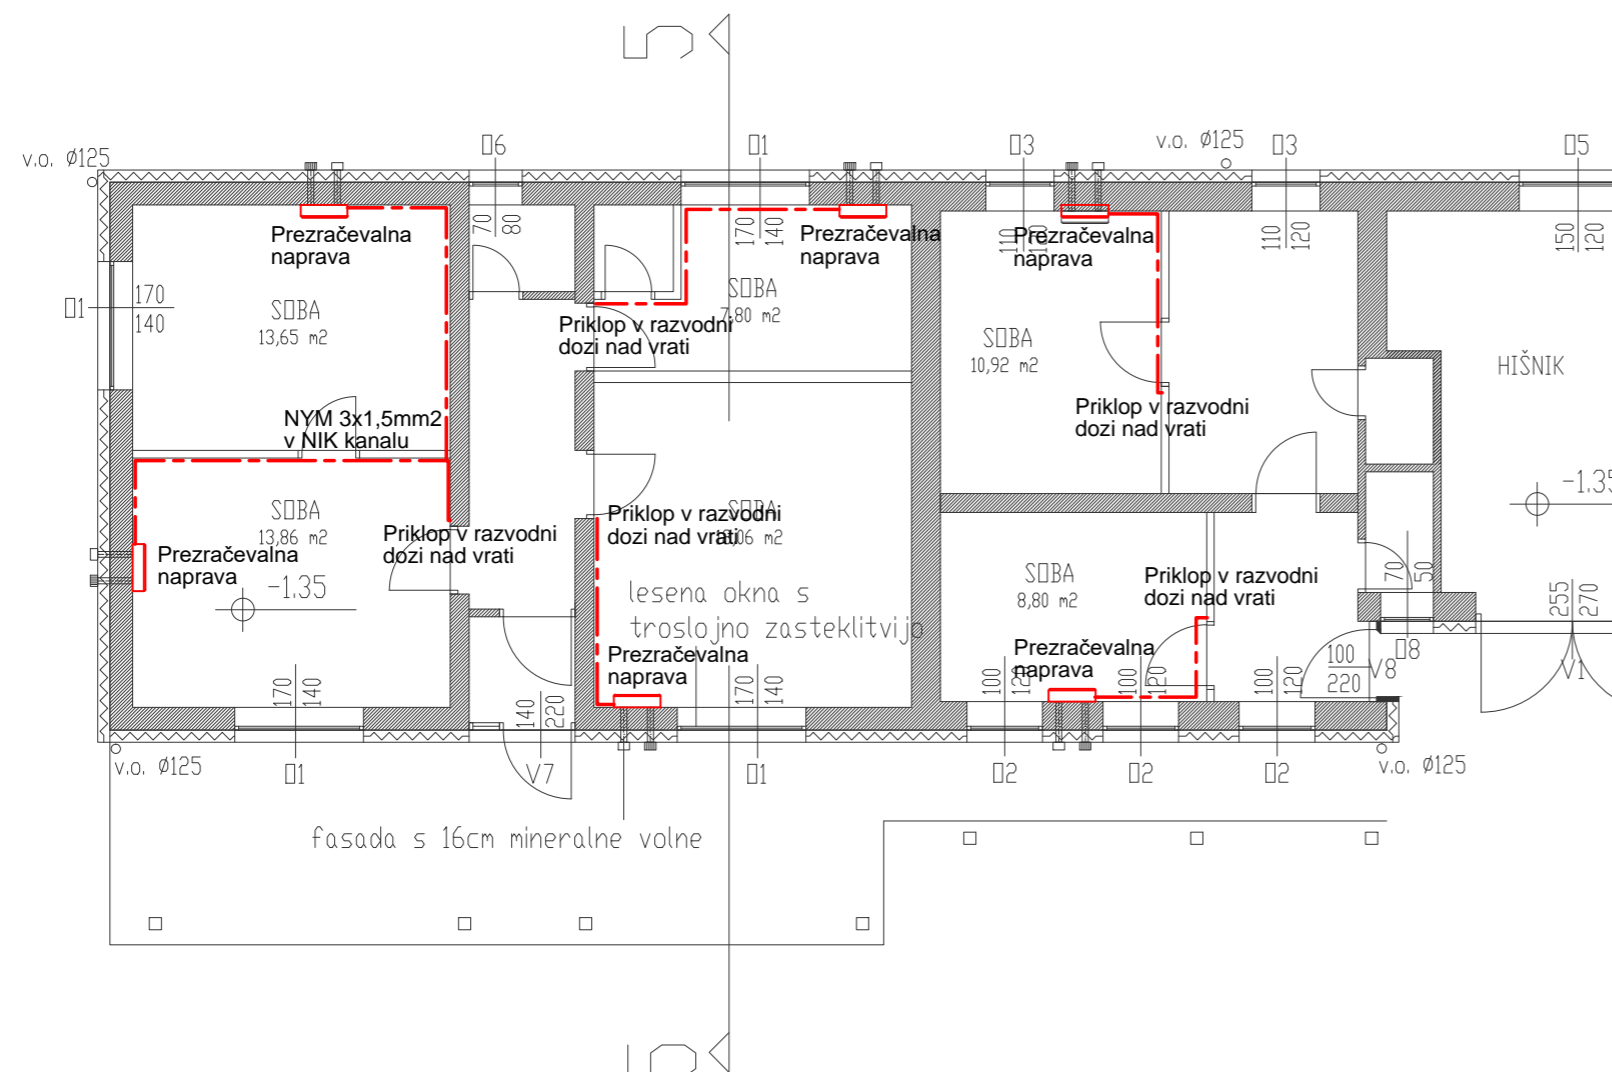 5
v.o. Ø125
O6
O1
O3
v.o. Ø125
O3
O5
70
80
170
140
110
120
110
120
150
120
Prezračevalna
naprava
Prezračevalna
naprava
Prezračevalna
naprava
O1
170
140
SOBA
13,65 m2
SOBA
7,80 m2
Priklop v razvodni
dozi nad vrati
SOBA
10,92 m2
HIŠNIK
NYM 3x1,5mm2
v NIK kanalu
Priklop v razvodni
dozi nad vrati
SOBA
13,86 m2
Priklop v razvodni
dozi nad vrati
SOBA
m2
Priklop v razvodni
dozi nad vrati
-1.35
Prezračevalna
naprava
-1.35
lesena okna s
troslojno zasteklitvijo
SOBA
8,80 m2
Priklop v razvodni
dozi nad vrati
70
50
255
270
Prezračevalna
naprava
Prezračevalna
naprava
170
140
140
220
170
140
100
120
100
120
100
120
100
220
V8
O8
V1
v.o. Ø125
O1
V7
O1
O2
O2
O2
v.o. Ø125
fasada s 16cm mineralne volne
5